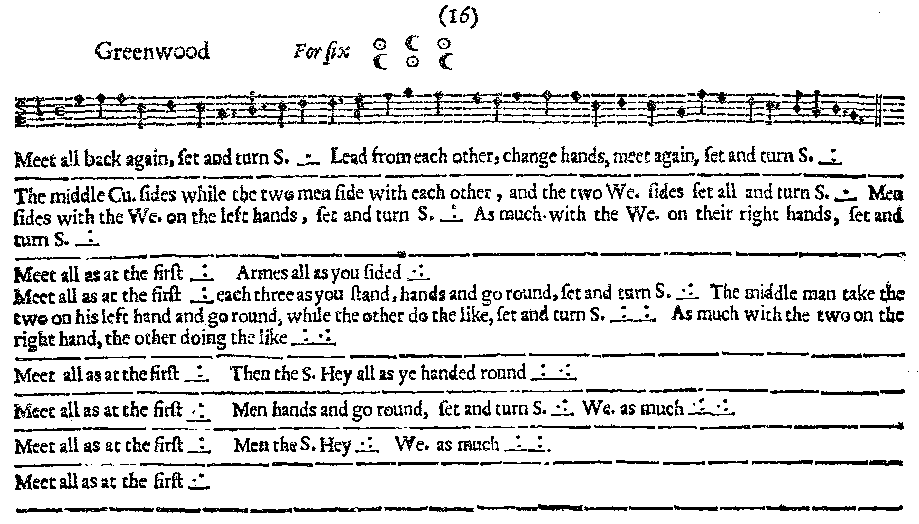 (16)
Greenwood For ſix ☉ ☾ ☉
☾ ☉ ☾
Meet all back again, ſet and turn S. Lead from each other, change hands, meet again, ſet and turn S.
The middle Cu. ſides while the two men ſide with each other, and the two We. ſides ſet all and turn S. Men
ſides with the We. on the left hands, ſet and turn S. As much with the We. on their right hands, ſet and
turn S.
Meet all as at the firſt Armes all as you ſided
Meet all as at the firſt each three as you ſtand, hands and go round, ſet and turn S. The middle man take the
two on his left hand and go round, while the other do the like, ſet and turn S. As much with the two on the
right hand, the other doing the like
Meet all as at the firſt Then the S. Hey all as ye handed round
Meet all as at the firſt Men hands and go round, ſet and turn S. We. as much
Meet all as at the firſt Men the S. Hey We. as much
Meet all as at the firſt